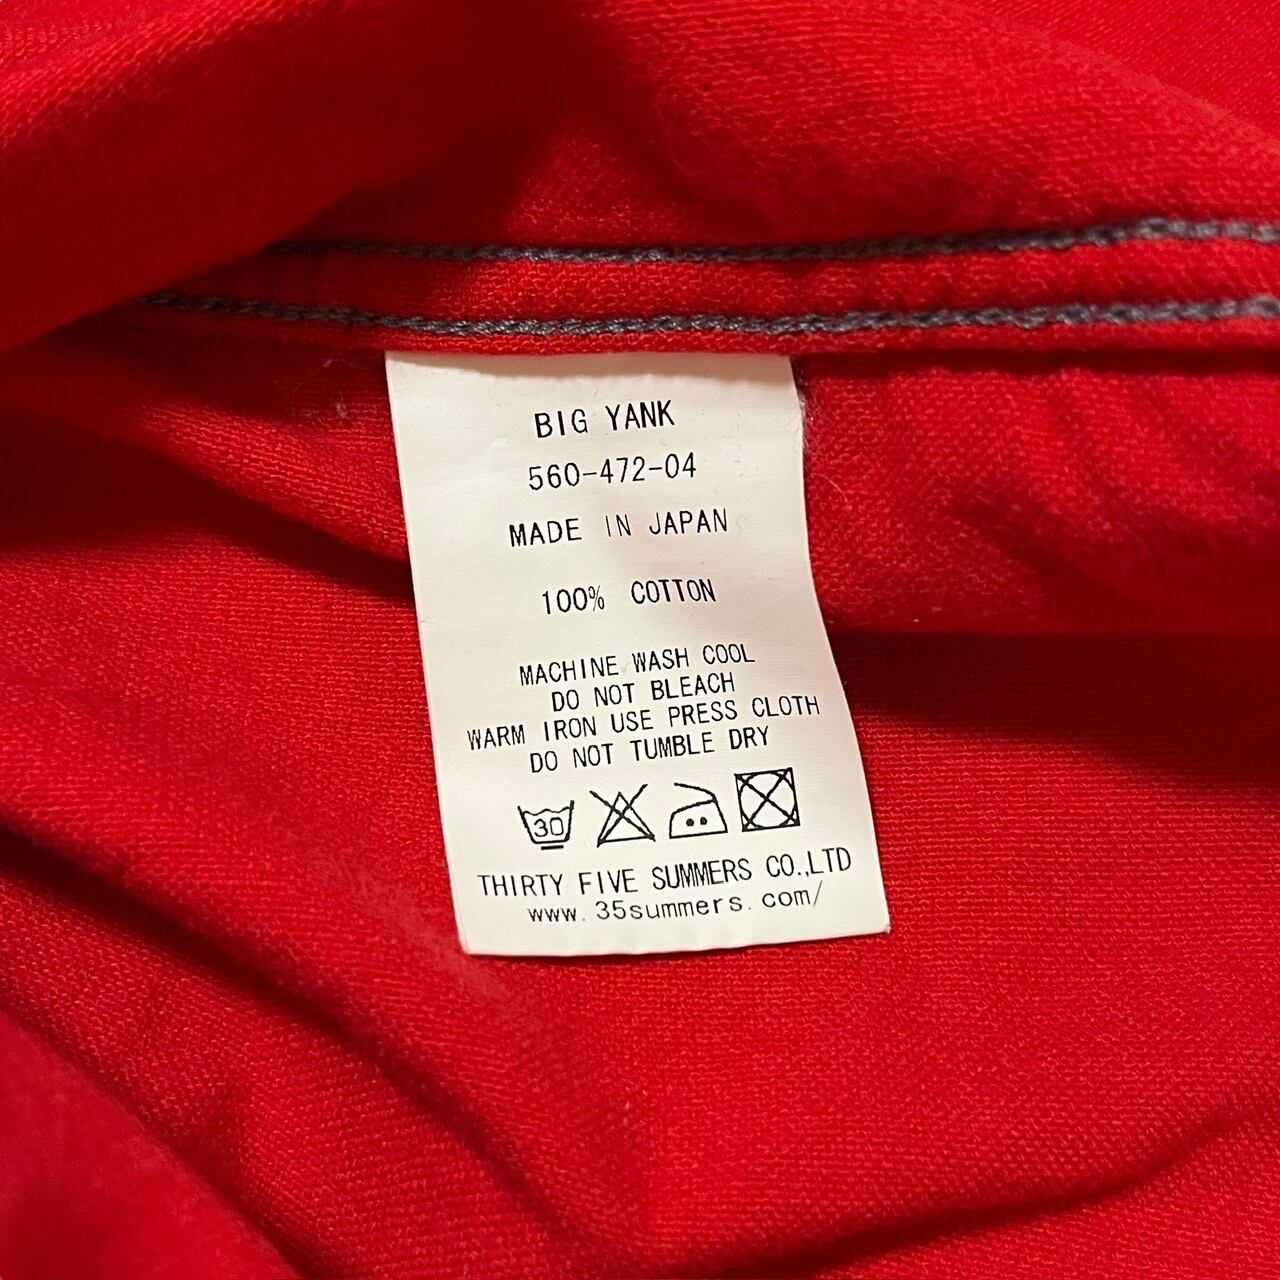 BIG YANK
560-472-04
MADE IN JAPAN
100% COTTON
MACHINE WASH COOL
DO NOT BLEACH
WARM IRON USE PRESS CLOTH
DO NOT TUMBLE DRY
30
THIRTY FIVE SUMMERS CO.,LTD
www.35summers.com/